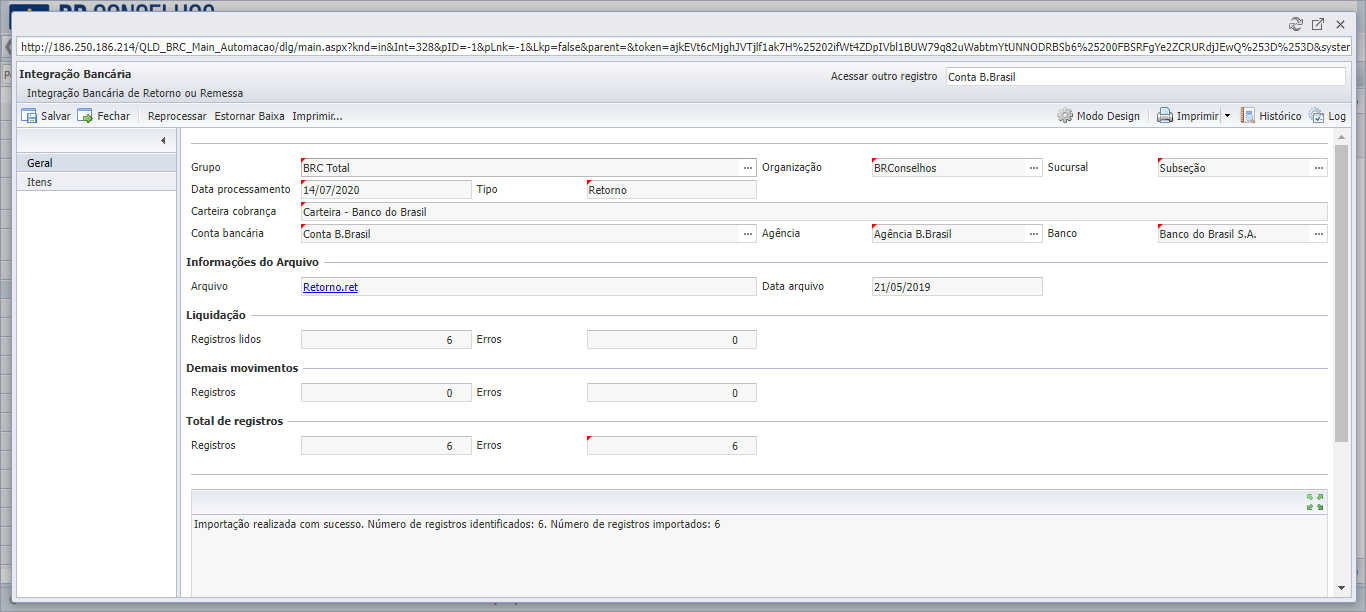 http://186.250.186.214/QLD_BRC_Main_Automacao/dlg/main.aspx?knd=in&Int=328&pID=-1&pLnk=-1&Lkp=false&parent=&token=ajkEVt6cMjghJVTjlf1ak7H%25202ifWt4ZDpIVbl1BUW79q82uWabtmYtUNNODRBSb6%25200FBSRFgYe2ZCRURdjJEwQ%253D%253D&system
Integração Bancária
Acessar outro registro Conta B.Brasil
Integração Bancária de Retorno ou Remessa
Salvar Fechar Reprocessar Estornar Baixa Imprimir... Modo Design Imprimir Histórico Log
Geral
Itens
Grupo BRC Total ... Organização BRConselhos ... Sucursal Subseção ...
Data processamento 14/07/2020 Tipo Retorno
Carteira cobrança Carteira - Banco do Brasil
Conta bancária Conta B.Brasil ... Agência Agência B.Brasil ... Banco Banco do Brasil S.A. ...
Informações do Arquivo
Arquivo Retorno.ret Data arquivo 21/05/2019
Liquidação
Registros lidos 6 Erros 0
Demais movimentos
Registros 0 Erros 0
Total de registros
Registros 6 Erros 6
Importação realizada com sucesso. Número de registros identificados: 6. Número de registros importados: 6